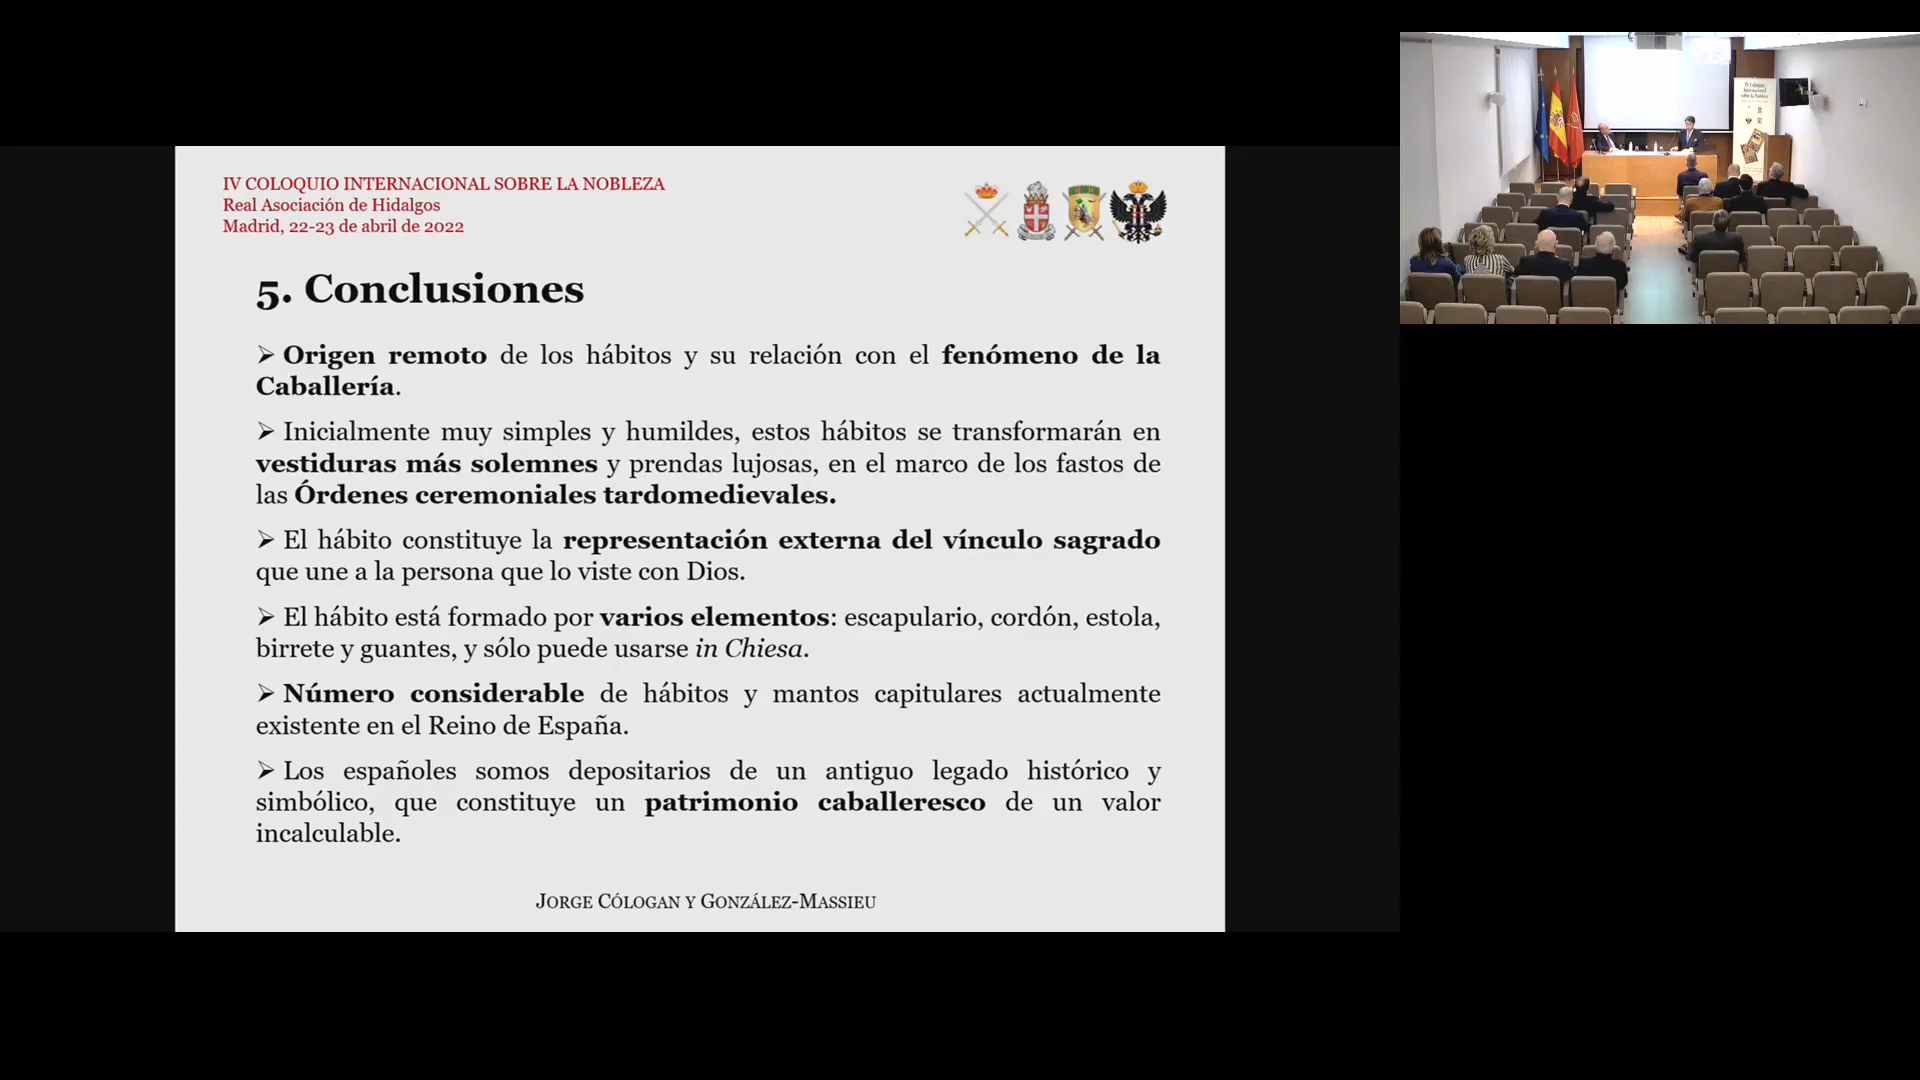 IV COLOQUIO INTERNACIONAL SOBRE LA NOBLEZA
Real Asociación de Hidalgos
Madrid, 22-23 de abril de 2022
5. Conclusiones
➢ Origen remoto de los hábitos y su relación con el fenómeno de la
Caballería.
➢ Inicialmente muy simples y humildes, estos hábitos se transformarán en
vestiduras más solemnes y prendas lujosas, en el marco de los fastos de
las Órdenes ceremoniales tardomedievales.
➢ El hábito constituye la representación externa del vínculo sagrado
que une a la persona que lo viste con Dios.
➢ El hábito está formado por varios elementos: escapulario, cordón, estola,
birrete y guantes, y sólo puede usarse in Chiesa.
➢ Número considerable de hábitos y mantos capitulares actualmente
existente en el Reino de España.
➢ Los españoles somos depositarios de un antiguo legado histórico y
simbólico, que constituye un patrimonio caballeresco de un valor
incalculable.
JORGE CÓLOGAN Y GONZÁLEZ-MASSIEU
IV Coloquio
Internacional
sobre la Nobleza